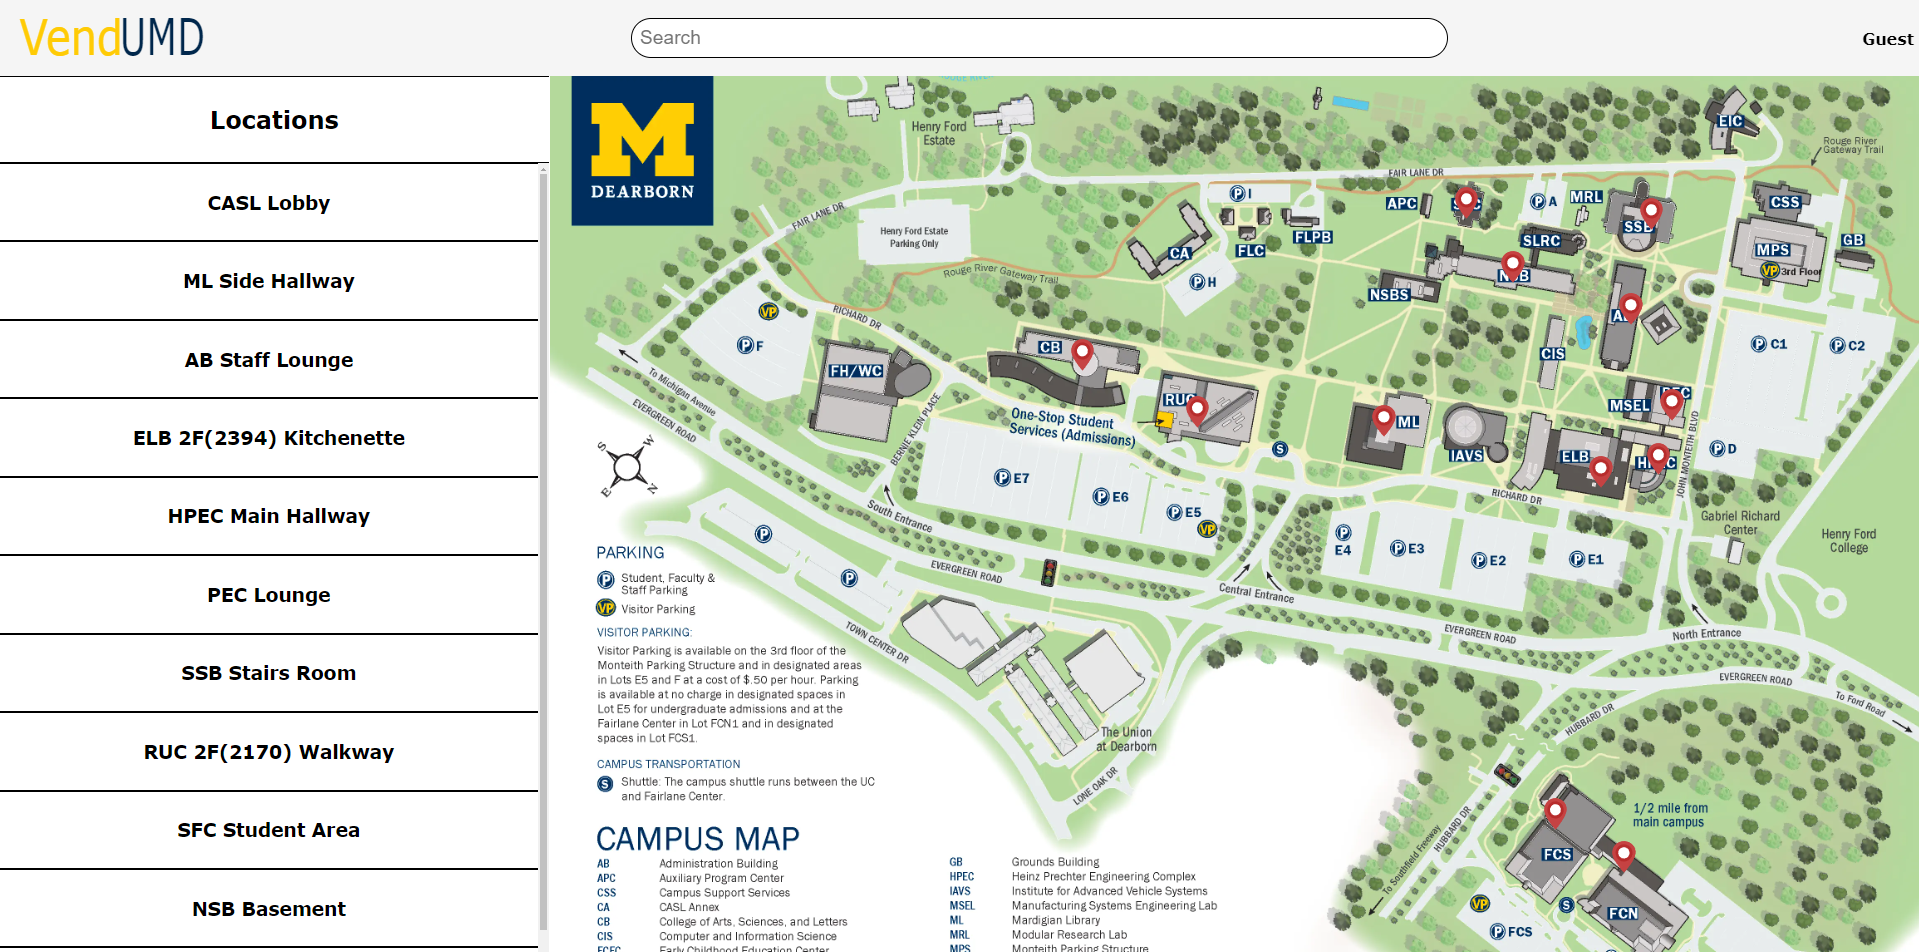 VendUMD
Search
Guest
Locations
CASL Lobby
ML Side Hallway
AB Staff Lounge
ELB 2F(2394) Kitchenette
HPEC Main Hallway
PEC Lounge
SSB Stairs Room
RUC 2F(2170) Walkway
SFC Student Area
NSB Basement
M
DEARBORN
Henry Ford
Estate
EIC
Rouge River
Gateway Trail
FAIR LANE DR
FAIR LANE DR
I
APC
A
MRL
CSS
Henry Ford Estate
Parking Only
FLPB
FLC
CA
SLRC
SSB
MPS
GB
VP
3rd Floor
Rouge River Gateway Trail
H
NSBS
VP
RICHARD DR
F
CB
CIS
C1
C2
To Michigan Avenue
FH/WC
EVERGREEN ROAD
BERNIE KLEIN PLACE
RUC
One-Stop Student
Services (Admissions)
ML
MSEL
JOHN MONTEITH BLVD
S
W
E
N
S
IAVS
ELB
D
E7
E6
E5
VP
South Entrance
RICHARD DR
Gabriel Richard
Center
Henry Ford
College
E4
E3
E2
E1
EVERGREEN ROAD
Central Entrance
EVERGREEN ROAD
North Entrance
EVERGREEN ROAD
To Ford Road
HUBBARD DR
TOWN CENTER DR
The Union
at Dearborn
LONE OAK DR
PARKING
P Student, Faculty &
Staff Parking
VP Visitor Parking
VISITOR PARKING:
Visitor Parking is available on the 3rd floor of the
Monteith Parking Structure and in designated areas
in Lots E5 and F at a cost of $.50 per hour. Parking
is available at no charge in designated spaces in
Lot E5 for undergraduate admissions and at the
Fairlane Center in Lot FCN1 and in designated
spaces in Lot FCS1.
CAMPUS TRANSPORTATION
S Shuttle: The campus shuttle runs between the UC
and Fairlane Center.
HUBBARD DR
To Southfield Freeway
1/2 mile from
main campus
FCS
FCN
VP
S
FCS
CAMPUS MAP
AB Administration Building
APC Auxiliary Program Center
CSS Campus Support Services
CA CASL Annex
CB College of Arts, Sciences, and Letters
CIS Computer and Information Science
ECEC Early Childhood Education Center
GB Grounds Building
HPEC Heinz Prechter Engineering Complex
IAVS Institute for Advanced Vehicle Systems
MSEL Manufacturing Systems Engineering Lab
ML Mardigian Library
MRL Modular Research Lab
MPS Monteith Parking Structure